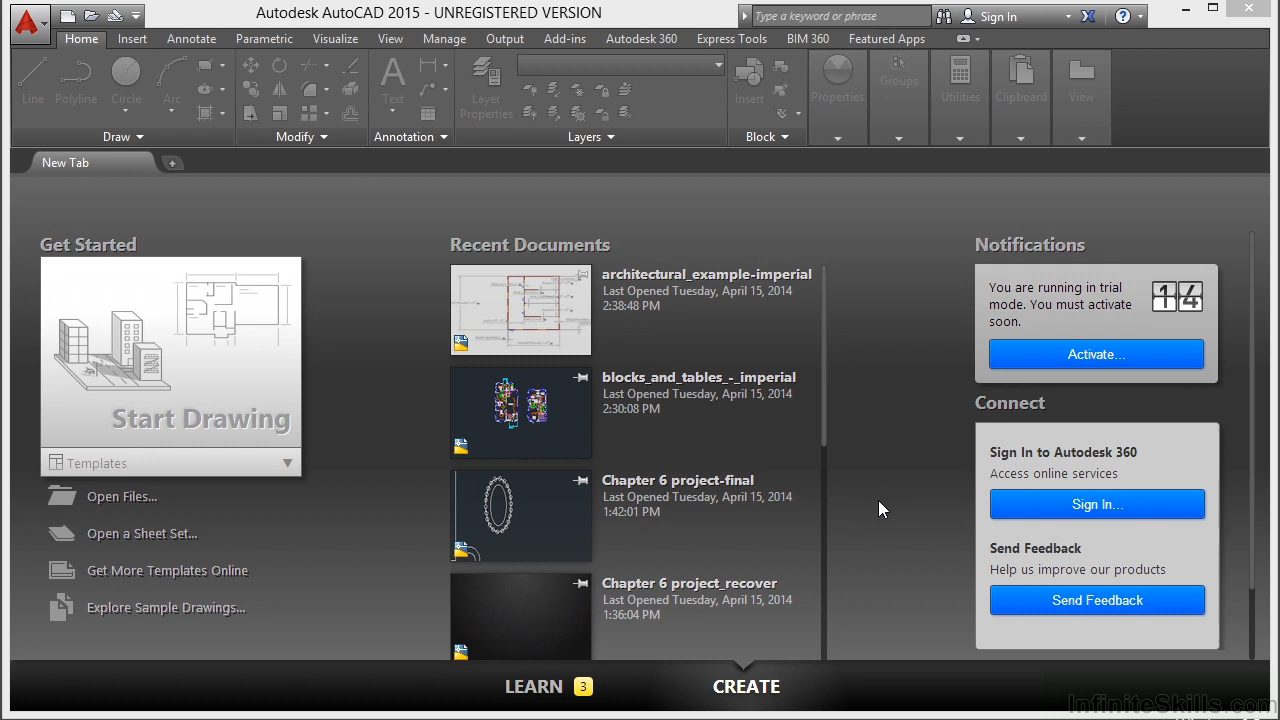 Autodesk AutoCAD 2015 - UNREGISTERED VERSION
Type a keyword or phrase
Sign In
Home Insert Annotate Parametric Visualize View Manage Output Add-ins Autodesk 360 Express Tools BIM 360 Featured Apps
Line Polyline Circle Arc
Text
Layer
Properties
Insert
Properties
Groups
Utilities
Clipboard
View
Draw Modify Annotation Layers Block
New Tab
Get Started
Start Drawing
Templates
Open Files...
Open a Sheet Set...
Get More Templates Online
Explore Sample Drawings...
Recent Documents
architectural_example-imperial
Last Opened Tuesday, April 15, 2014
2:38:48 PM
blocks_and_tables_-_imperial
Last Opened Tuesday, April 15, 2014
2:30:08 PM
Chapter 6 project-final
Last Opened Tuesday, April 15, 2014
1:42:01 PM
Chapter 6 project_recover
Last Opened Tuesday, April 15, 2014
1:36:04 PM
Notifications
You are running in trial
mode. You must activate
soon.
14
Activate...
Connect
Sign In to Autodesk 360
Access online services
Sign In...
Send Feedback
Help us improve our products
Send Feedback
LEARN 3 CREATE
InfiniteSkills.com